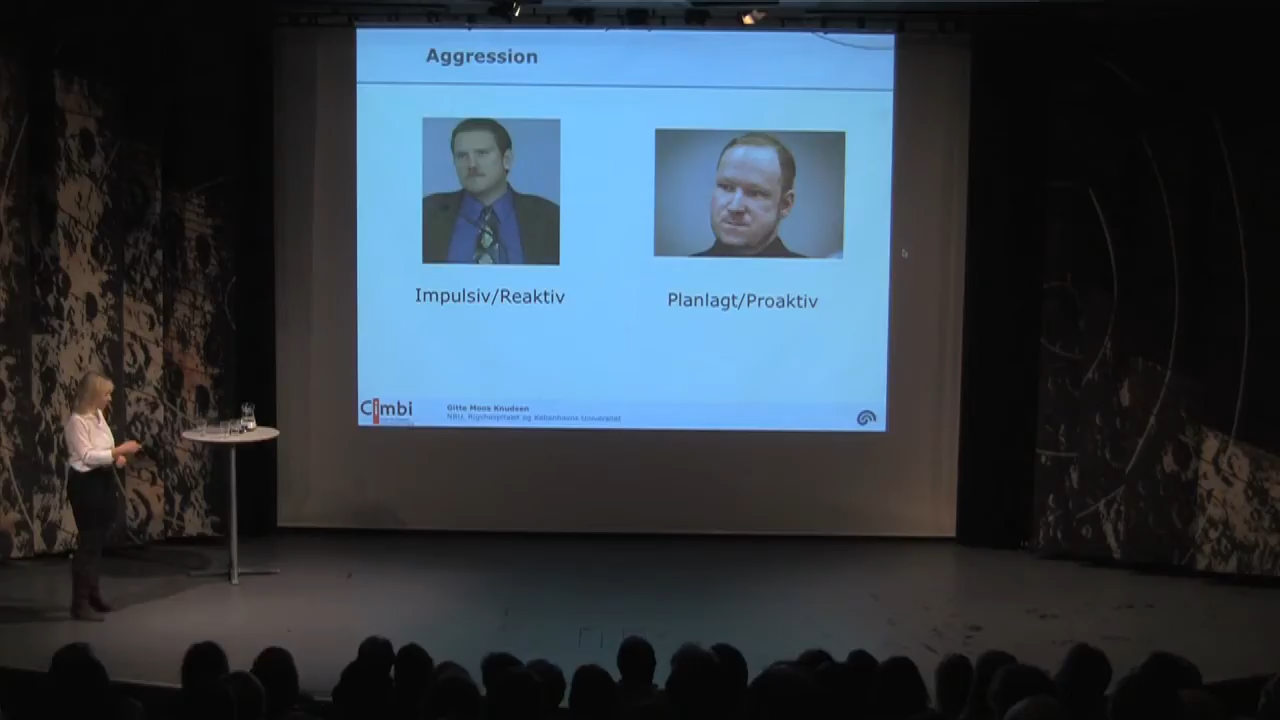 Aggression
Impulsiv/Reaktiv
Planlagt/Proaktiv
Cimbi
Gitte Moos Knudsen
NRU, Rigshospitalet og Københavns Universitet